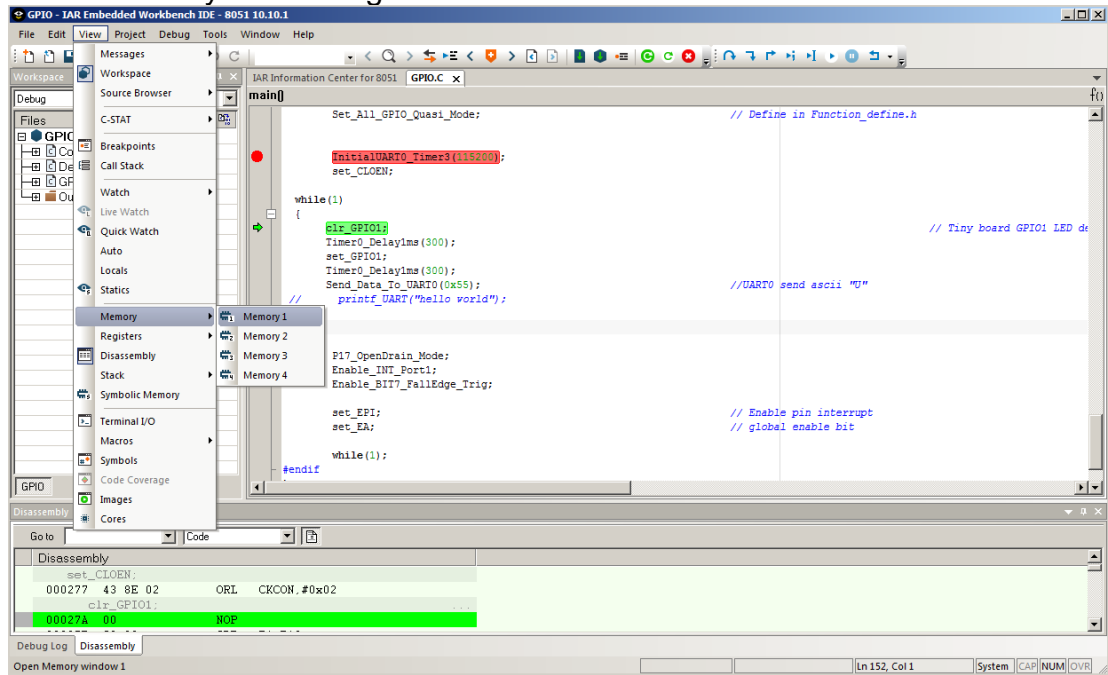 GPIO - IAR Embedded Workbench IDE - 8051 10.10.1
File Edit View Project Debug Tools Window Help
Workspace
IAR Information Center for 8051 GPIO.C x
Debug
main()
f()
Files
Messages
Workspace
Source Browser
C-STAT
Breakpoints
Call Stack
Watch
Live Watch
Quick Watch
Auto
Locals
Statics
Memory
Registers
Disassembly
Stack
Symbolic Memory
Terminal I/O
Macros
Symbols
Code Coverage
Images
Cores
Memory 1
Memory 2
Memory 3
Memory 4
Set_All_GPIO_Quasi_Mode; // Define in Function_define.h
InitialUART0_Timer3(115200);
set_CLOEN;
while(1)
{
clr_GPIO1; // Tiny board GPIO1 LED de
Timer0_Delay1ms(300);
set_GPIO1;
Timer0_Delay1ms(300);
Send_Data_To_UART0(0x55); //UART0 send ascii "U"
// printf_UART("hello world");
P17_OpenDrain_Mode;
Enable_INT_Port1;
Enable_BIT7_FallEdge_Trig;
set_EPI; // Enable pin interrupt
set_EA; // global enable bit
while(1);
#endif
GPIO
Disassembly
Go to Code
Disassembly
set_CLOEN;
000277 43 8E 02 ORL CKCON,#0x02
clr_GPIO1; ...
00027A 00 NOP
Debug Log Disassembly
Open Memory window 1 Ln 152, Col 1 System CAP NUM OVR